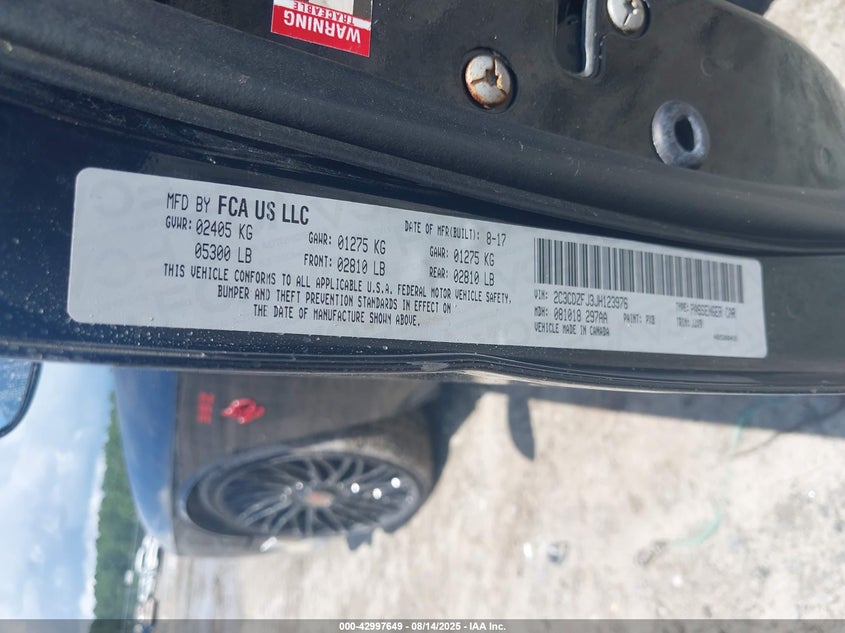 WARNING
TRACEABLE
MFD BY FCA US LLC
DATE OF MFR(BUILT): 8-17
GVWR: 02405 KG
GAWR: 01275 KG
GAWR: 01275 KG
05300 LB
FRONT: 02810 LB
REAR: 02810 LB
THIS VEHICLE CONFORMS TO ALL APPLICABLE U.S.A. FEDERAL MOTOR VEHICLE SAFETY,
BUMPER AND THEFT PREVENTION STANDARDS IN EFFECT ON
THE DATE OF MANUFACTURE SHOWN ABOVE.
VIN: 2C3CDZFJ3JH123976
TYPE: PASSENGER CAR
MDH: 081018 297AA
PAINT: PXB
VEHICLE MADE IN CANADA
000-42997649 - 08/14/2025 - IAA Inc.